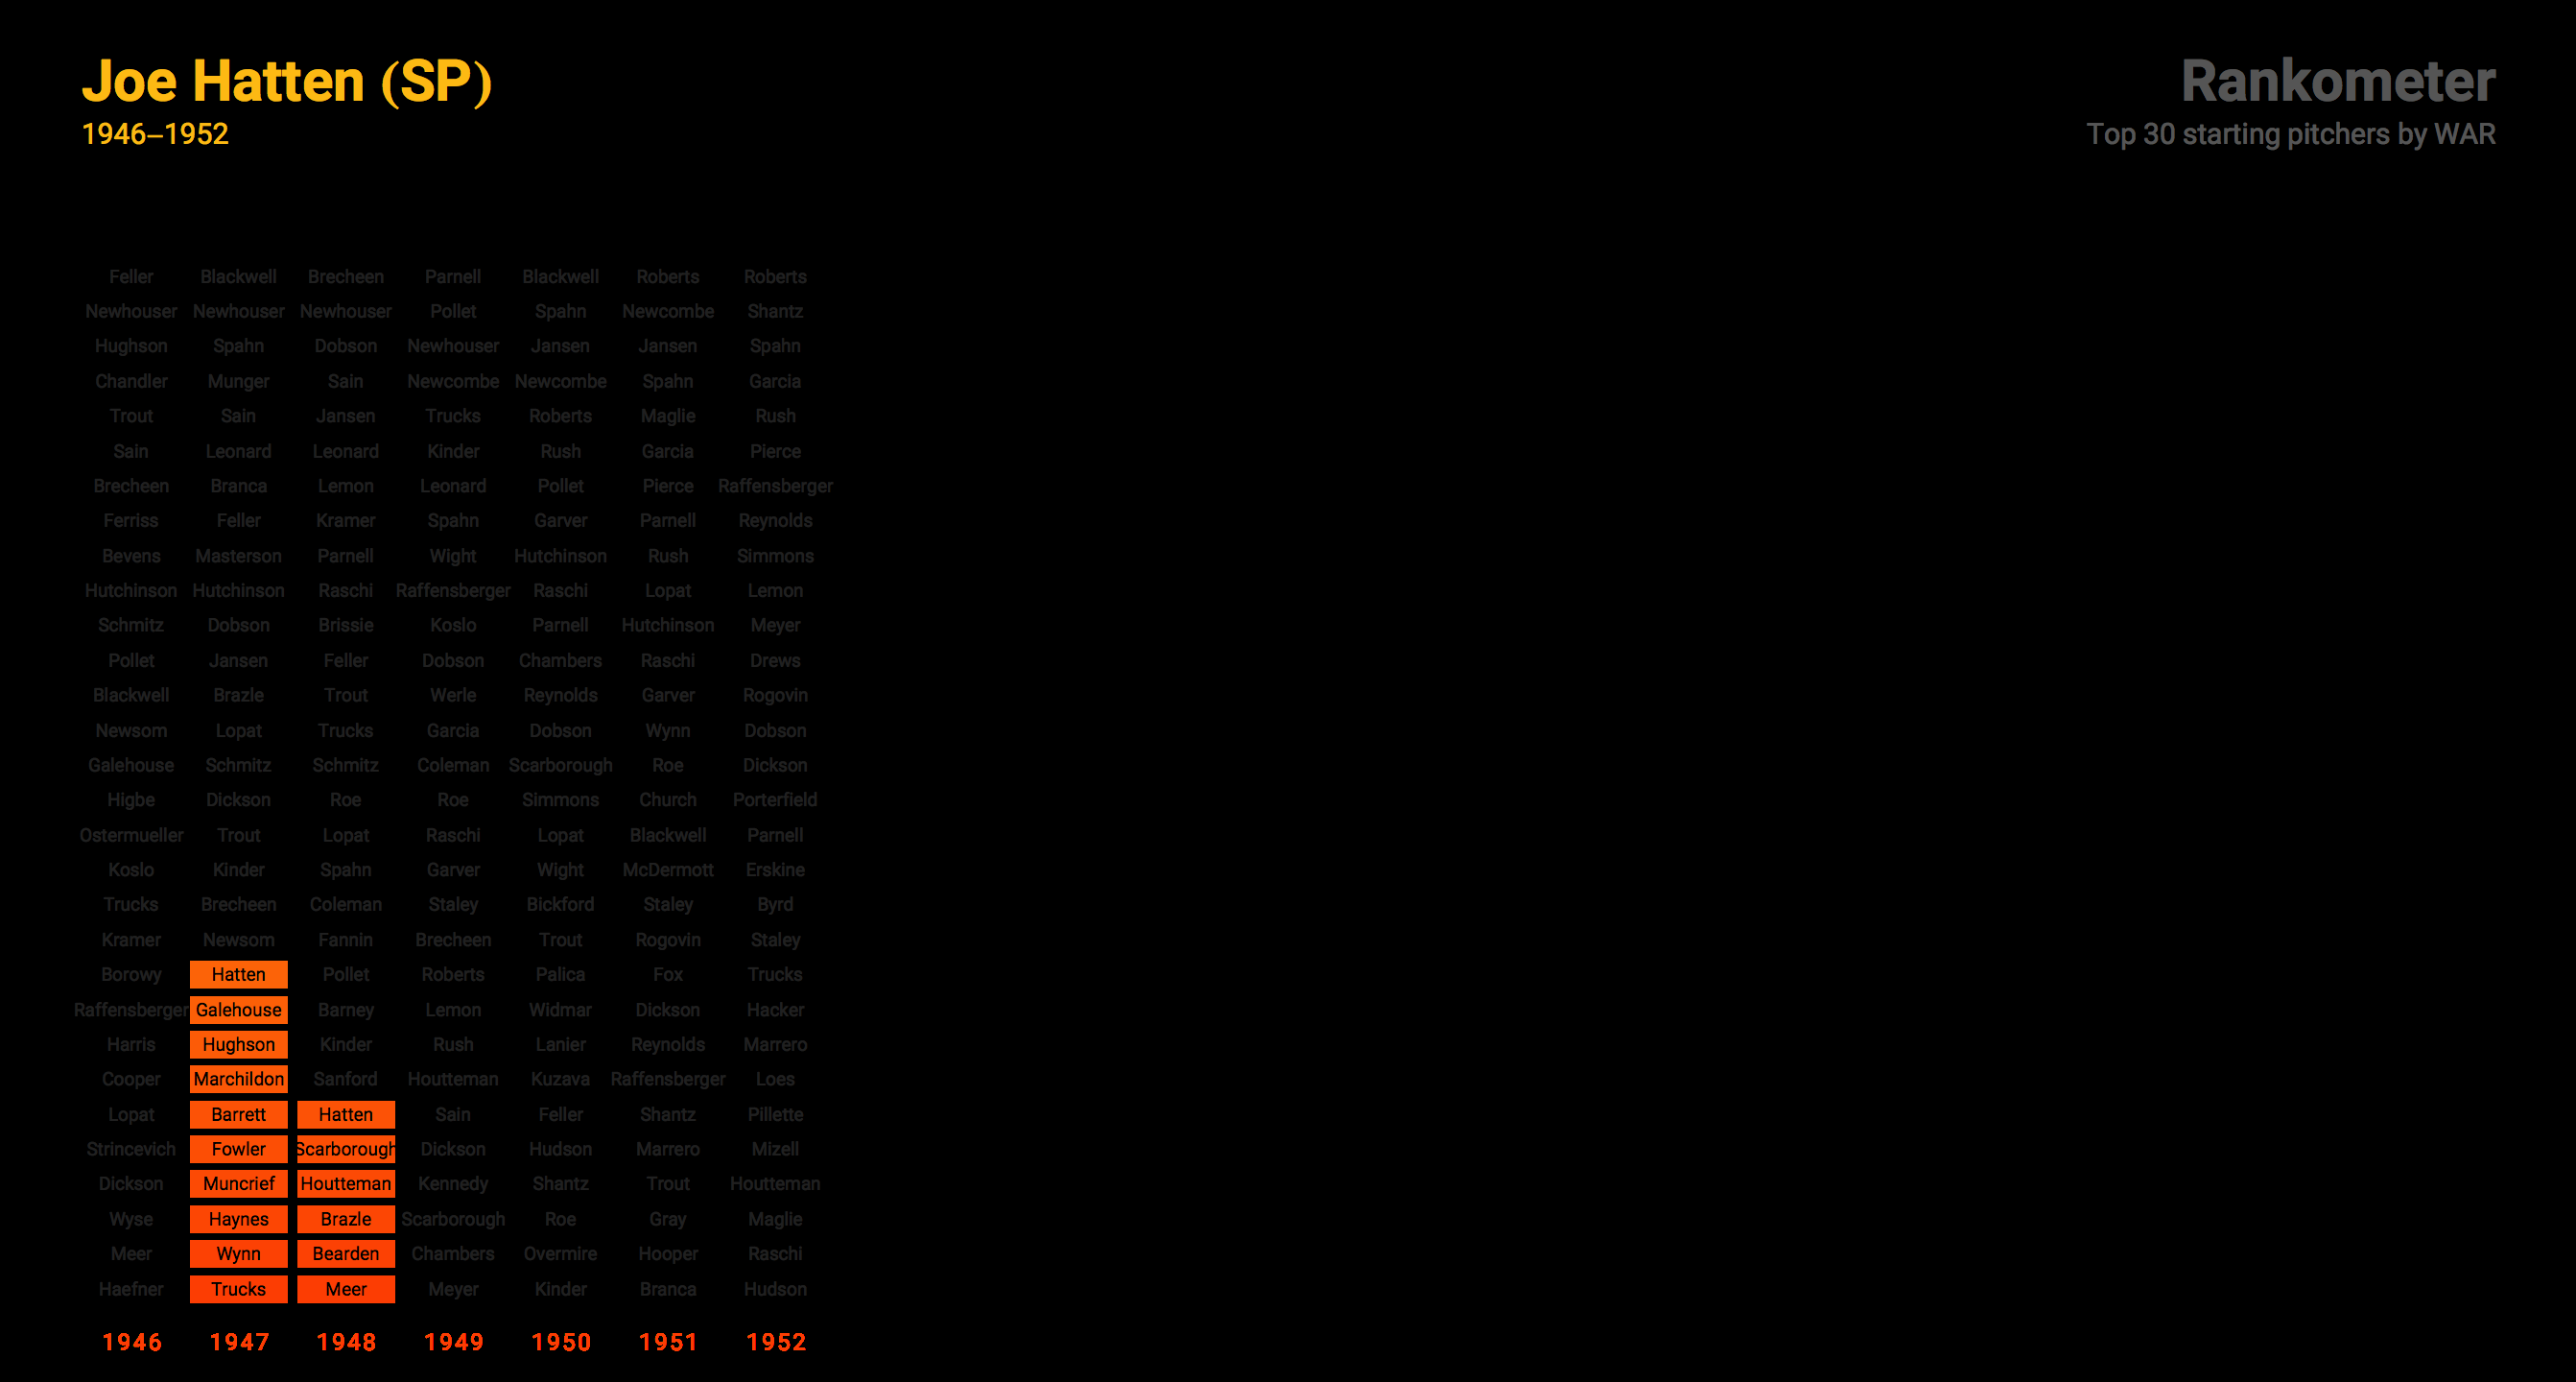 Joe Hatten (SP)
1946–1952
Rankometer
Top 30 starting pitchers by WAR
Feller Blackwell Brecheen Parnell Blackwell Roberts Roberts
Newhouser Newhouser Newhouser Pollet Spahn Newcombe Shantz
Hughson Spahn Dobson Newhouser Jansen Jansen Spahn
Chandler Munger Sain Newcombe Newcombe Spahn Garcia
Trout Sain Jansen Trucks Roberts Maglie Rush
Sain Leonard Leonard Kinder Rush Garcia Pierce
Brecheen Branca Lemon Leonard Pollet Pierce Raffensberger
Ferriss Feller Kramer Spahn Garver Parnell Reynolds
Bevens Masterson Parnell Wight Hutchinson Rush Simmons
Hutchinson Hutchinson Raschi Raffensberger Raschi Lopat Lemon
Schmitz Dobson Brissie Koslo Parnell Hutchinson Meyer
Pollet Jansen Feller Dobson Chambers Raschi Drews
Blackwell Brazle Trout Werle Reynolds Garver Rogovin
Newsom Lopat Trucks Garcia Dobson Wynn Dobson
Galehouse Schmitz Schmitz Coleman Scarborough Roe Dickson
Higbe Dickson Roe Roe Simmons Church Porterfield
Ostermueller Trout Lopat Raschi Lopat Blackwell Parnell
Koslo Kinder Spahn Garver Wight McDermott Erskine
Trucks Brecheen Coleman Staley Bickford Staley Byrd
Kramer Newsom Fannin Brecheen Trout Rogovin Staley
Borowy Hatten Pollet Roberts Palica Fox Trucks
Raffensberger Galehouse Barney Lemon Widmar Dickson Hacker
Harris Hughson Kinder Rush Lanier Reynolds Marrero
Cooper Marchildon Sanford Houtteman Kuzava Raffensberger Loes
Lopat Barrett Hatten Sain Feller Shantz Pillette
Strincevich Fowler Scarborough Dickson Hudson Marrero Mizell
Dickson Muncrief Houtteman Kennedy Shantz Trout Houtteman
Wyse Haynes Brazle Scarborough Roe Gray Maglie
Meer Wynn Bearden Chambers Overmire Hooper Raschi
Haefner Trucks Meer Meyer Kinder Branca Hudson
1946 1947 1948 1949 1950 1951 1952